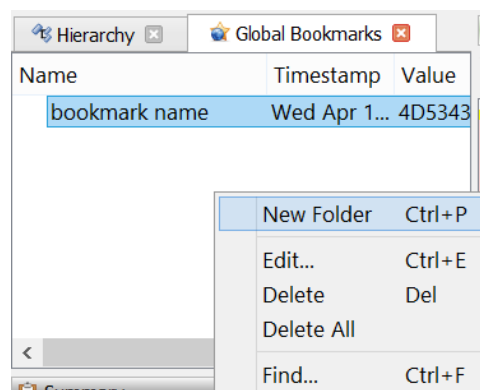 Hierarchy Global Bookmarks
Name Timestamp Value
bookmark name Wed Apr 1... 4D5343
New Folder Ctrl+P
Edit... Ctrl+E
Delete Del
Delete All
Find... Ctrl+F